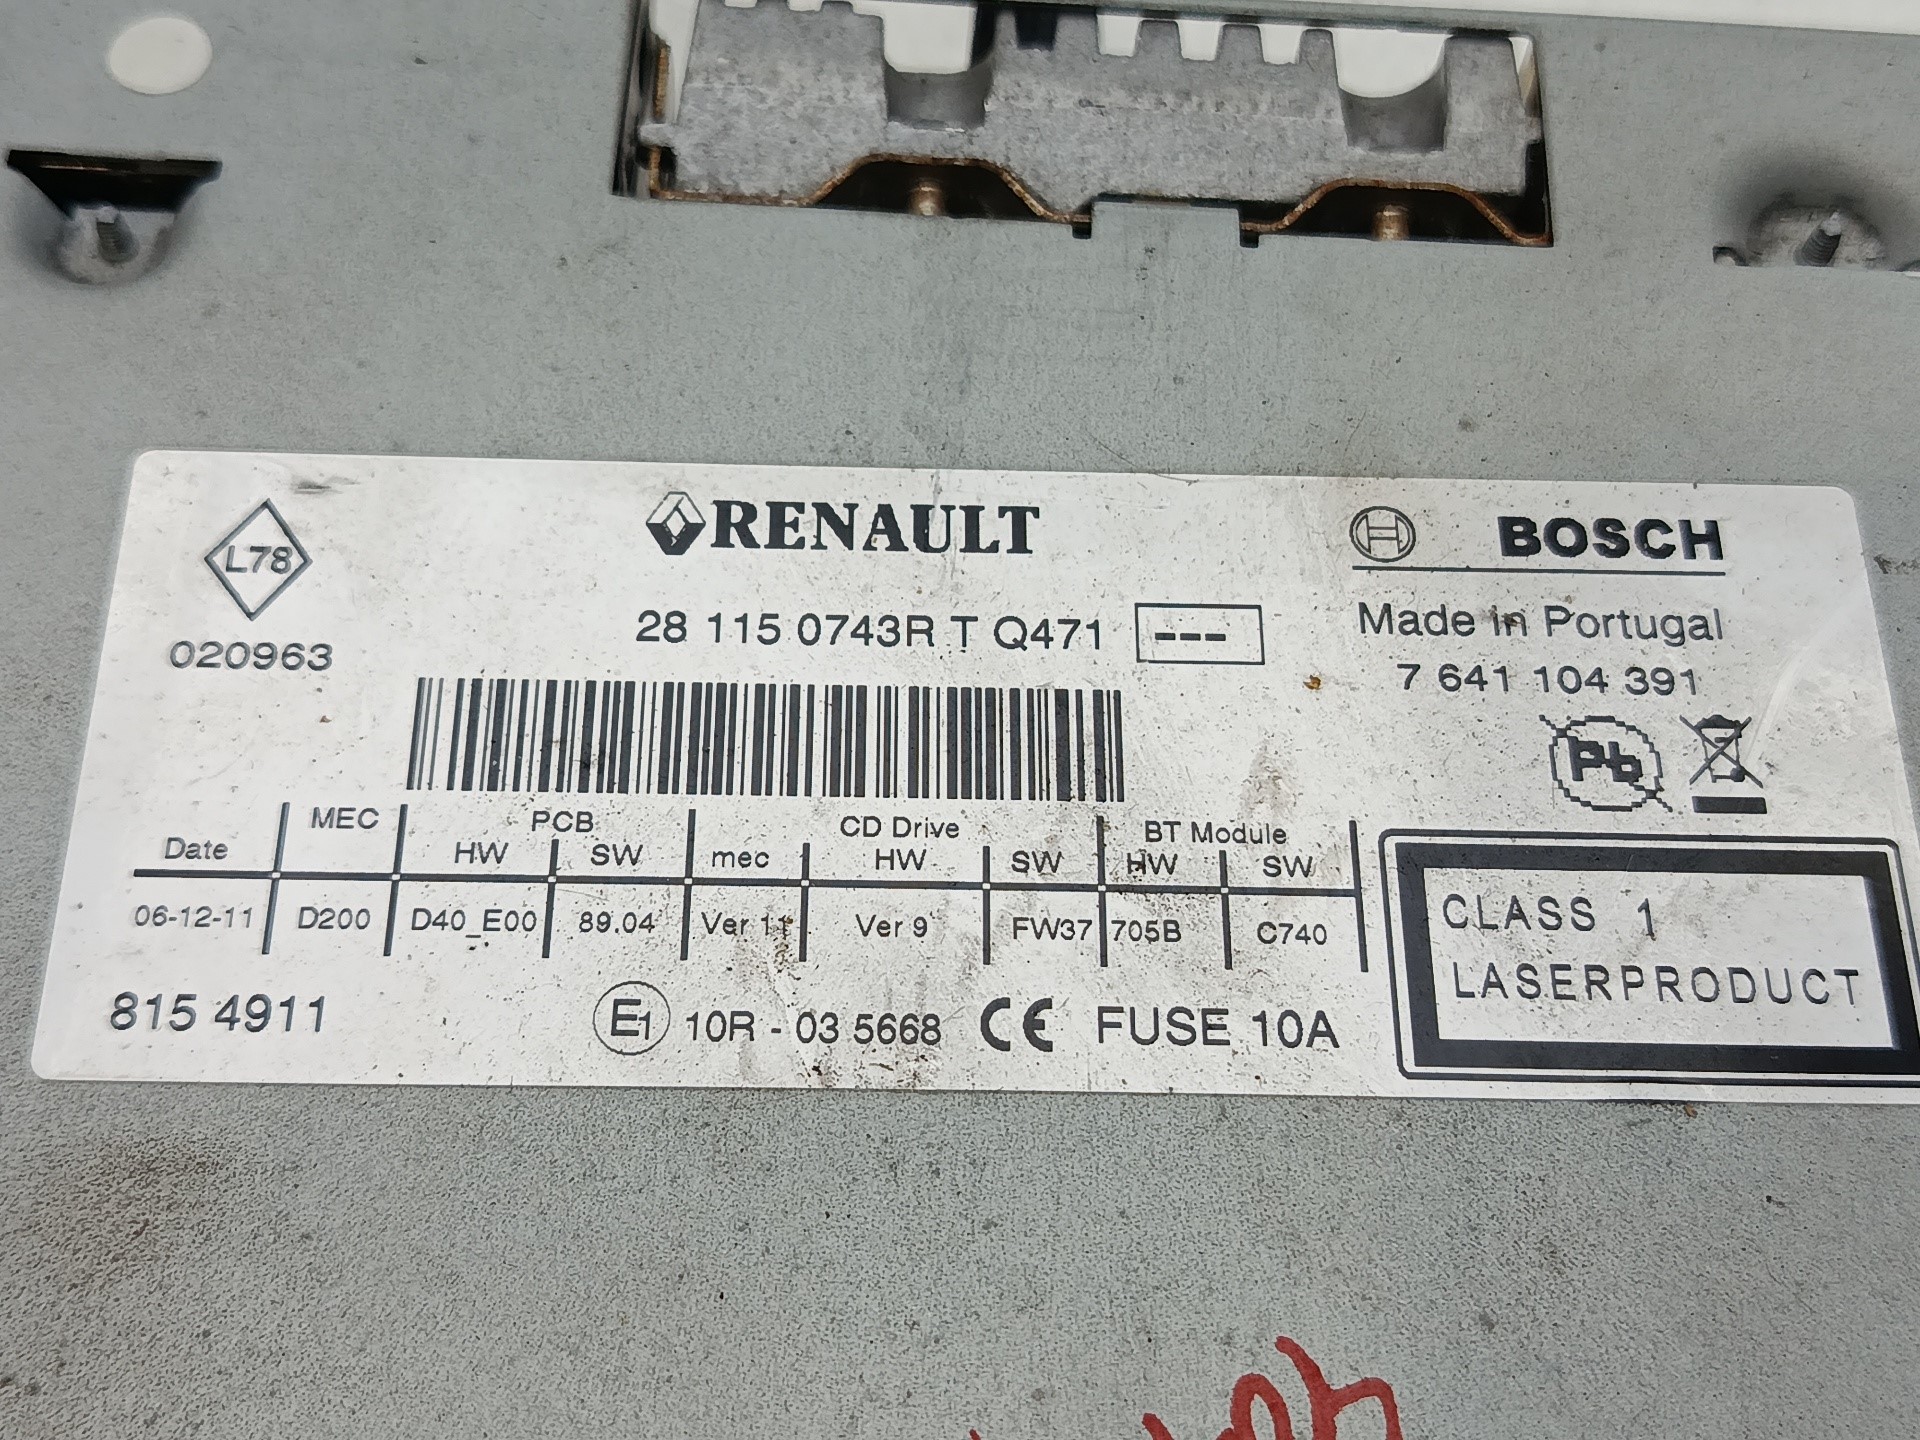 L78
RENAULT
BOSCH
28 115 0743R T Q471 ---
Made in Portugal
020963
7 641 104 391
Pb
MEC PCB CD Drive BT Module
Date HW SW mec HW SW HW SW
06-12-11 D200 D40_E00 89.04 Ver 11 Ver 9 FW37 705B C740
CLASS 1
LASERPRODUCT
815 4911
E1 10R - 03 5668 CE FUSE 10A